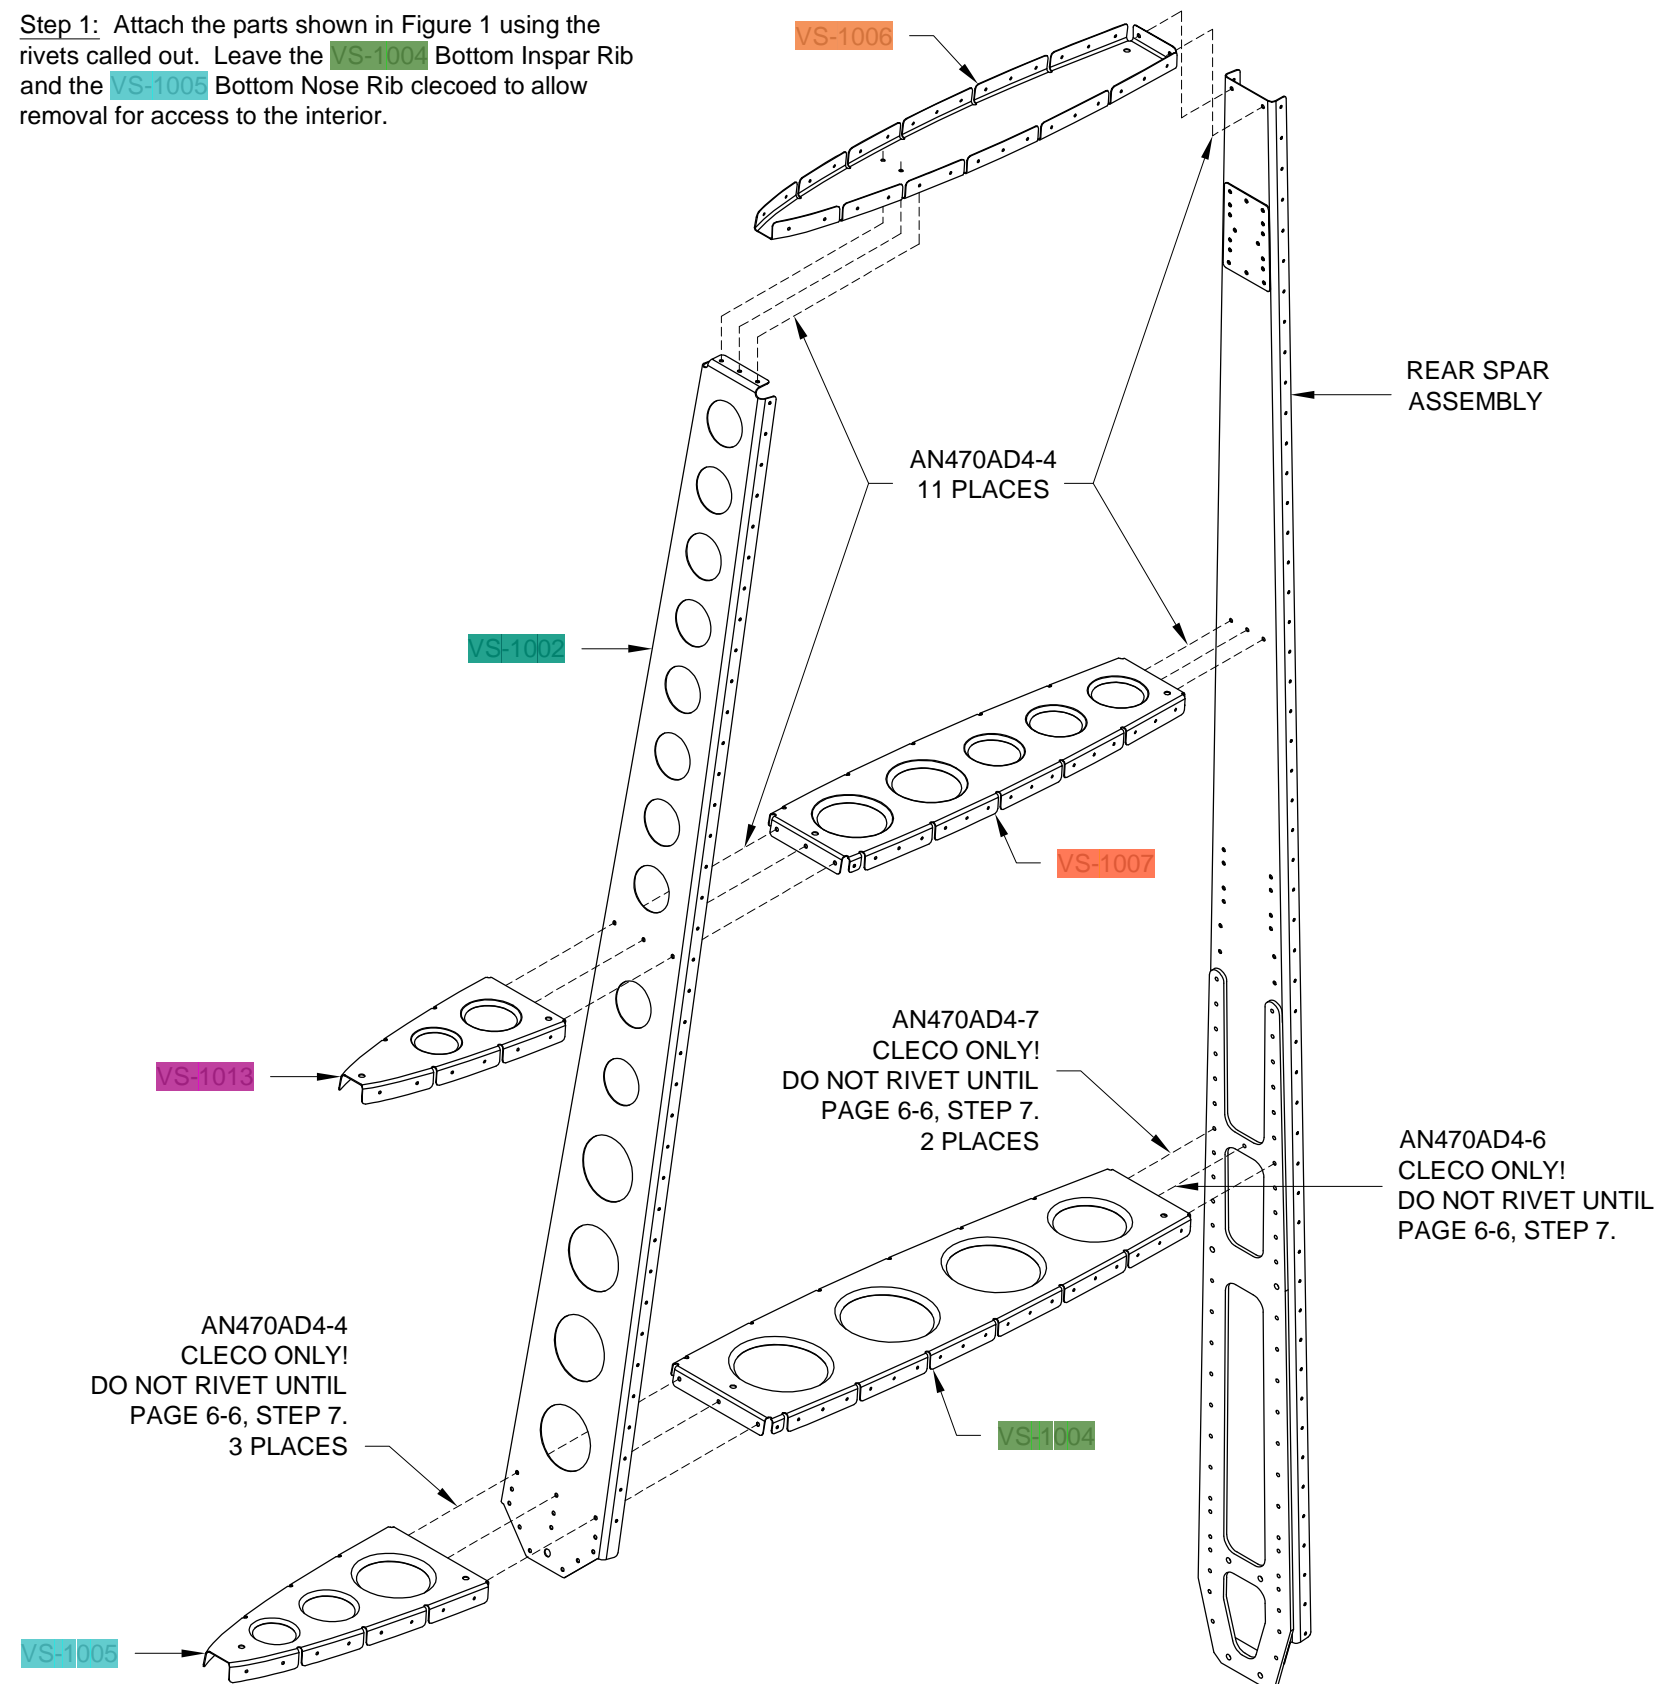 Step 1: Attach the parts shown in Figure 1 using the
rivets called out. Leave the VS-1004 Bottom Inspar Rib
and the VS-1005 Bottom Nose Rib clecoed to allow
removal for access to the interior.
VS-1006
REAR SPAR
ASSEMBLY
AN470AD4-4
11 PLACES
VS-1002
VS-1007
AN470AD4-7
CLECO ONLY!
DO NOT RIVET UNTIL
PAGE 6-6, STEP 7.
2 PLACES
VS-1013
AN470AD4-6
CLECO ONLY!
DO NOT RIVET UNTIL
PAGE 6-6, STEP 7.
AN470AD4-4
CLECO ONLY!
DO NOT RIVET UNTIL
PAGE 6-6, STEP 7.
3 PLACES
VS-1004
VS-1005